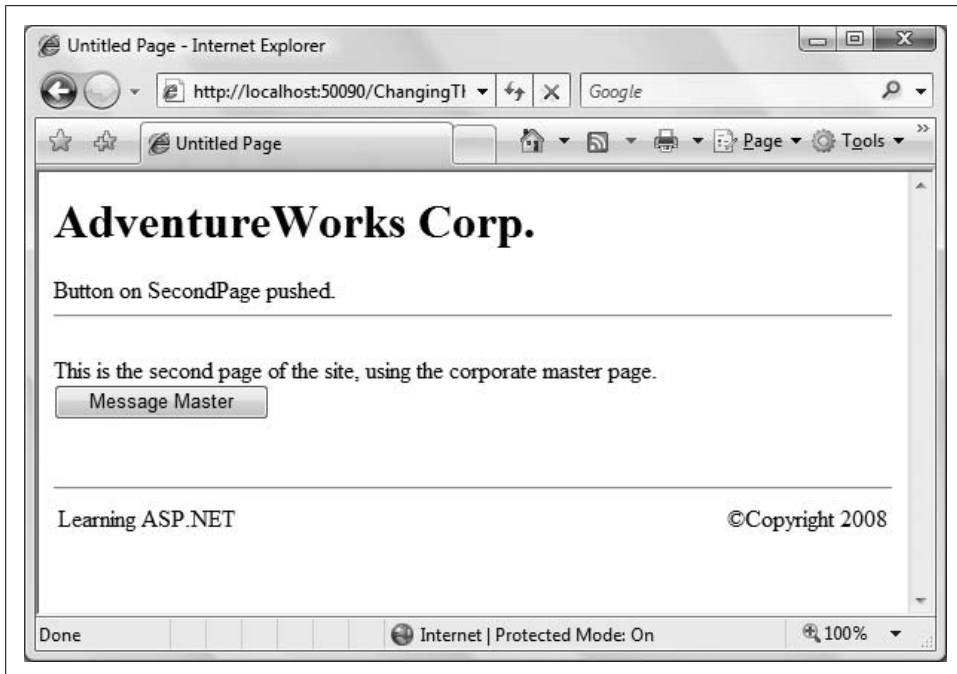 Untitled Page - Internet Explorer
http://localhost:50090/ChangingTh
Google
Untitled Page
Page
Tools
AdventureWorks Corp.
Button on SecondPage pushed.
This is the second page of the site, using the corporate master page.
Message Master
Learning ASP.NET
©Copyright 2008
Done
Internet | Protected Mode: On
100%